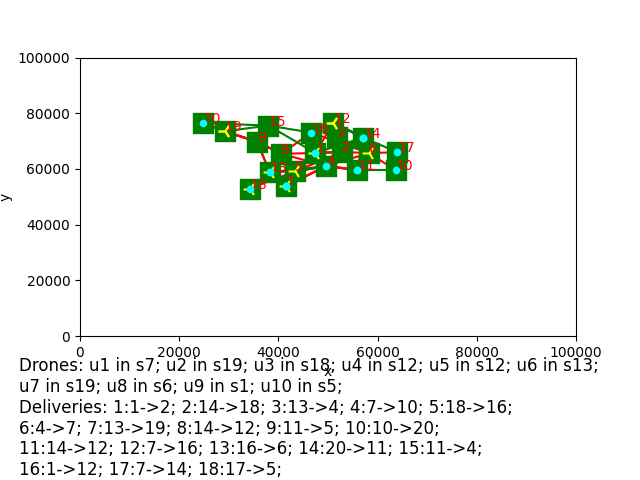 100000
80000
60000
40000
20000
0
y
0 20000 40000 60000 80000 100000
x
12
14
17
10
Drones: u1 in s7; u2 in s19; u3 in s18; u4 in s12; u5 in s12; u6 in s13;
u7 in s19; u8 in s6; u9 in s1; u10 in s5;
Deliveries: 1:1->2; 2:14->18; 3:13->4; 4:7->10; 5:18->16;
6:4->7; 7:13->19; 8:14->12; 9:11->5; 10:10->20;
11:14->12; 12:7->16; 13:16->6; 14:20->11; 15:11->4;
16:1->12; 17:7->14; 18:17->5;